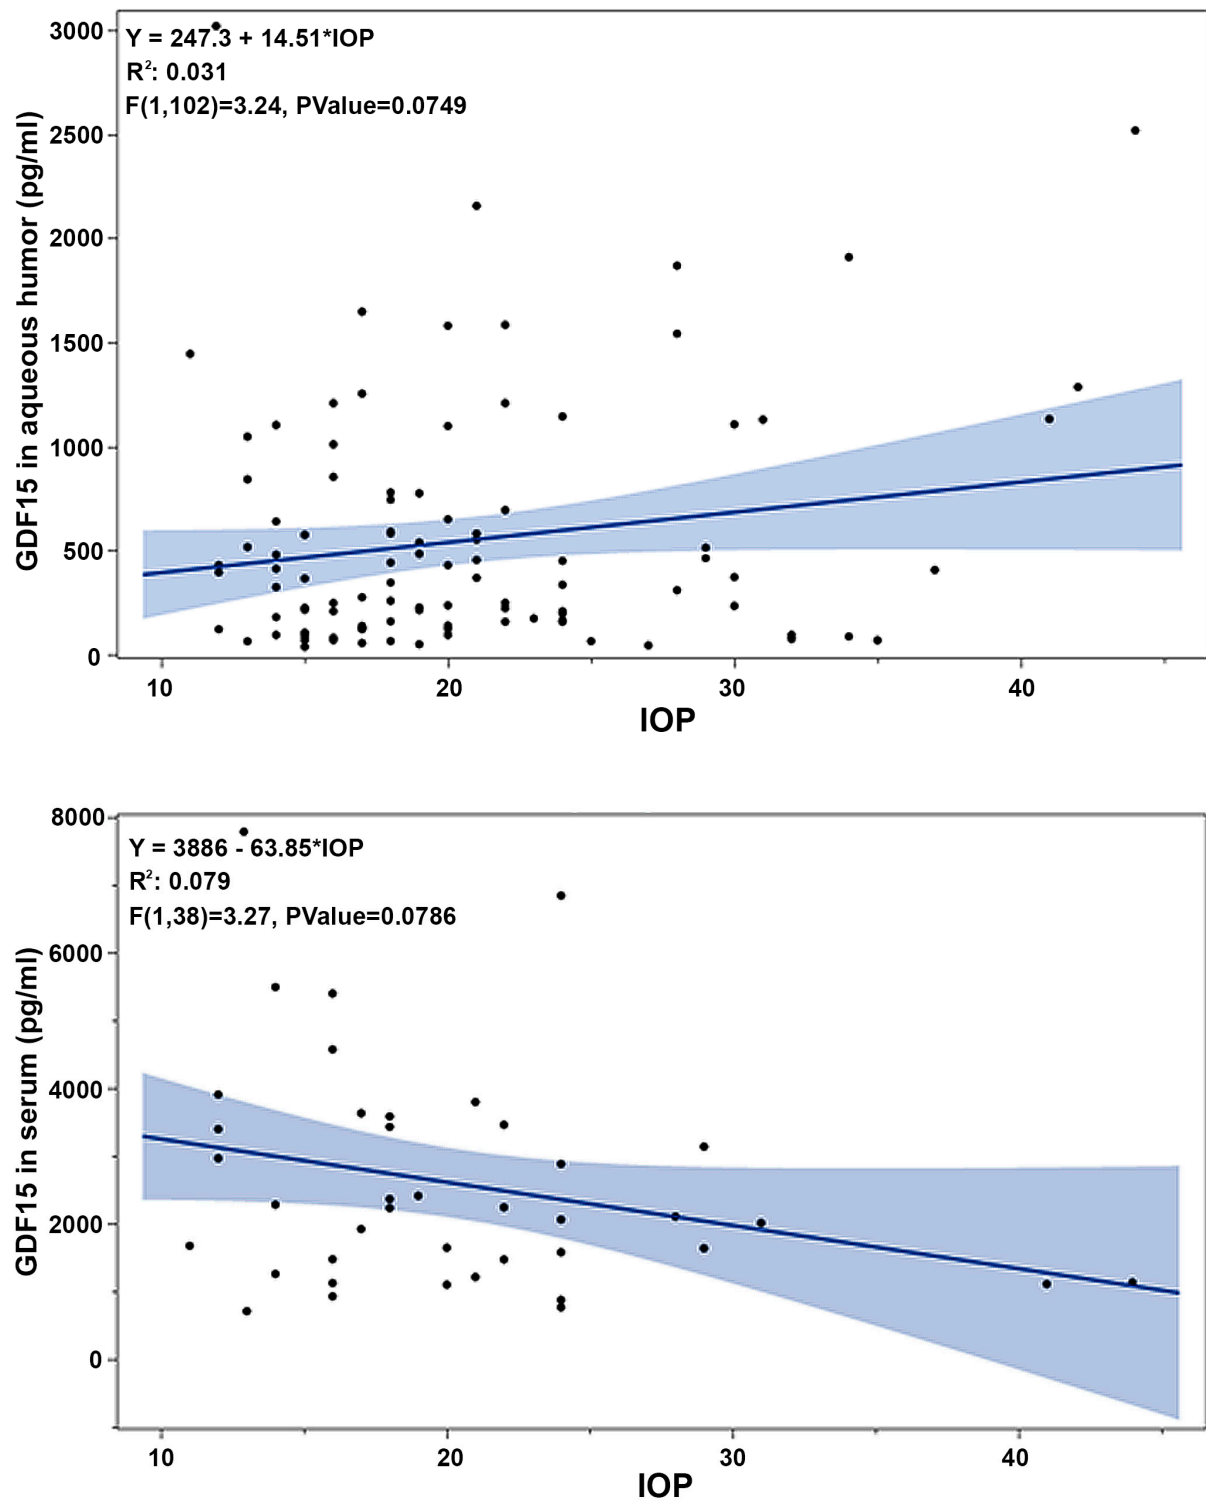 Y = 247.3 + 14.51*IOP
R²: 0.031
F(1,102)=3.24, PValue=0.0749
GDF15 in aqueous humor (pg/ml)
3000
2500
2000
1500
1000
500
0
10 20 30 40
IOP
Y = 3886 - 63.85*IOP
R²: 0.079
F(1,38)=3.27, PValue=0.0786
GDF15 in serum (pg/ml)
8000
6000
4000
2000
0
10 20 30 40
IOP